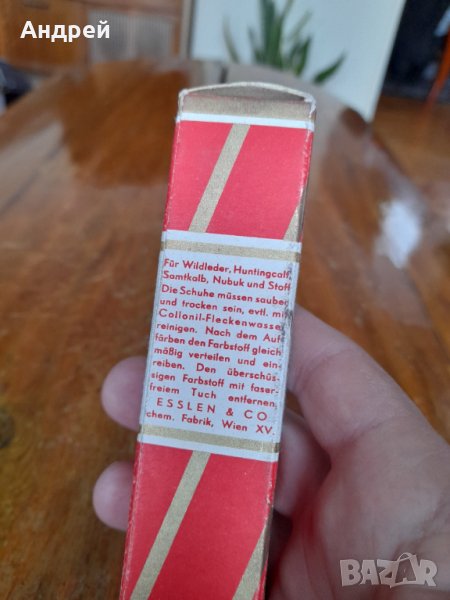 Андрей
Für Wildleder, Huntingcalf,
Samtkalb, Nubuk und Stoff
Die Schuhe müssen sauber
und trocken sein, evtl. mit
Collonil-Fleckenwasser
reinigen. Nach dem Auf-
färben den Farbstoff gleich
mäßig verteilen und ein-
reiben. Den überschüs-
sigen Farbstoff mit faser-
freiem Tuch entfernen.
ESSLEN & CO
chem. Fabrik, Wien XV.
BAZAR